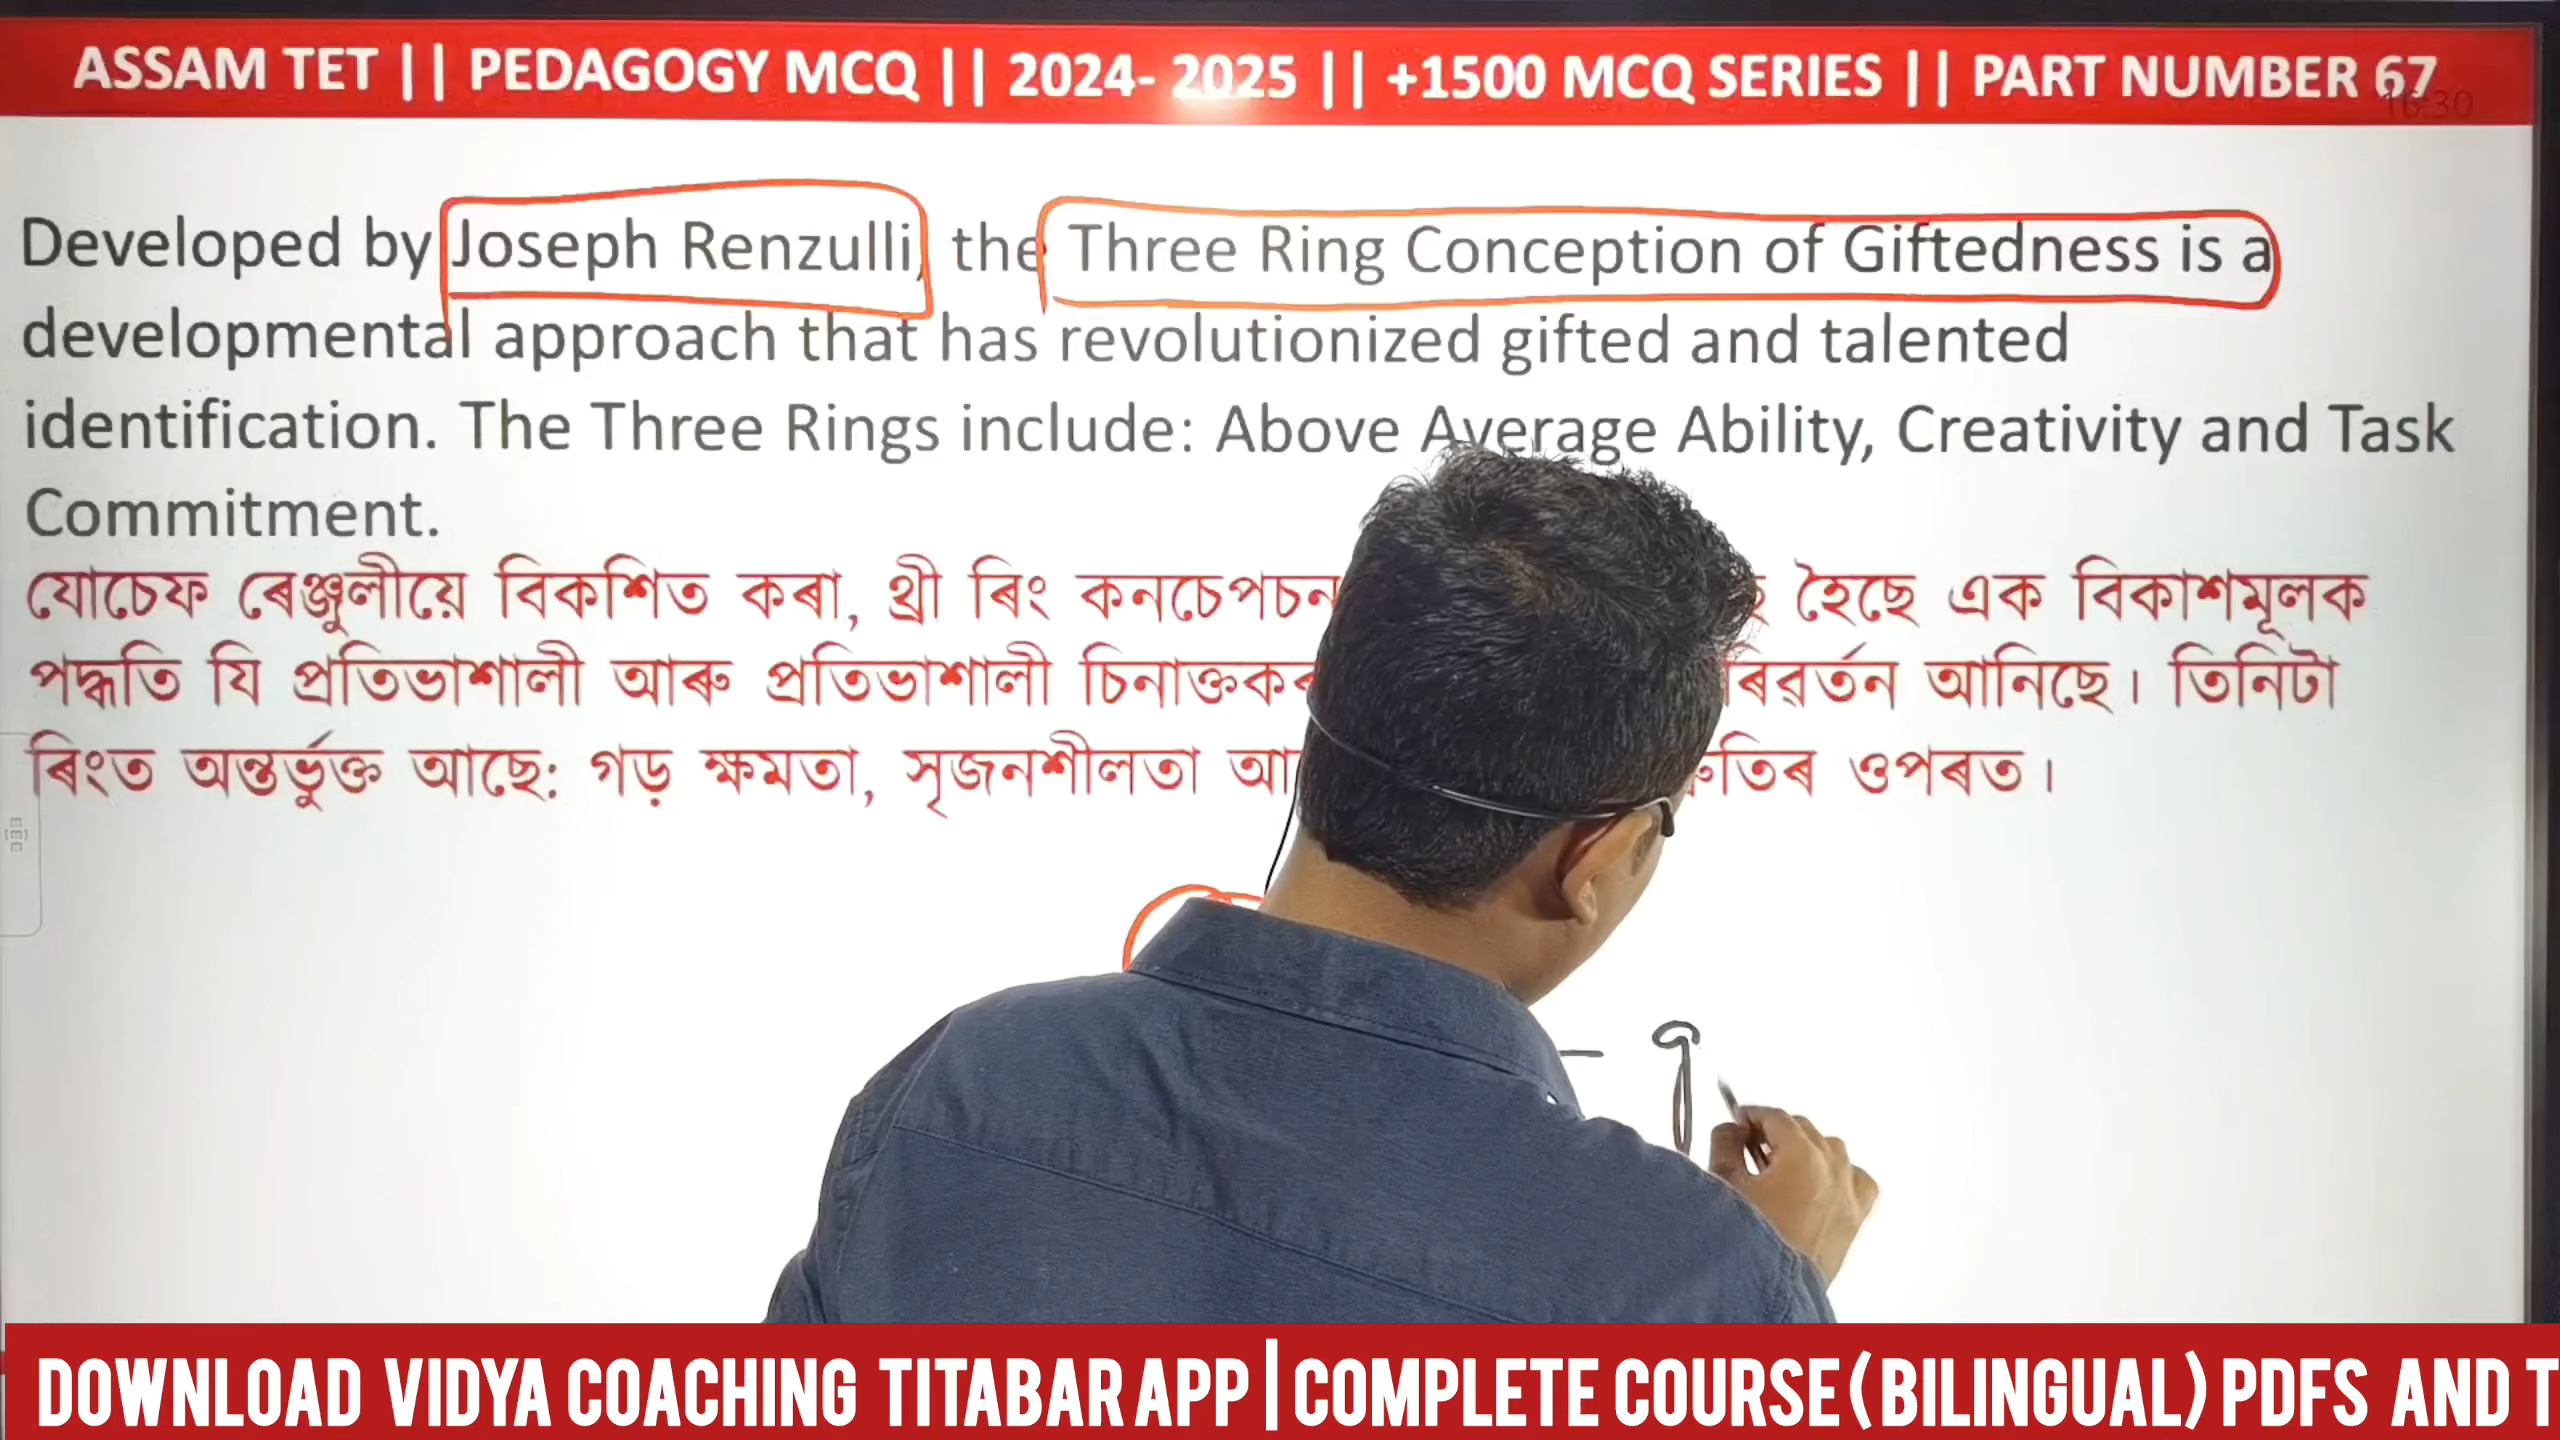 ASSAM TET || PEDAGOGY MCQ || 2024- 2025 || +1500 MCQ SERIES || PART NUMBER 67
16:30
Developed by Joseph Renzulli, the Three Ring Conception of Giftedness is a
developmental approach that has revolutionized gifted and talented
identification. The Three Rings include: Above Average Ability, Creativity and Task
Commitment.
যোচেফ ৰেঞ্জুলীয়ে বিকশিত কৰা, থ্ৰী ৰিং কনচেপচন হৈছে এক বিকাশমূলক
পদ্ধতি যি প্ৰতিভাশালী আৰু প্ৰতিভাশালী আনিছে। তিনিটা
ৰিংত অন্তৰ্ভুক্ত আছে: গড় ক্ষমতা, সৃজনশীলতা ওপৰত।
DOWNLOAD VIDYA COACHING TITABAR APP | COMPLETE COURSE (BILINGUAL) PDFS AND T